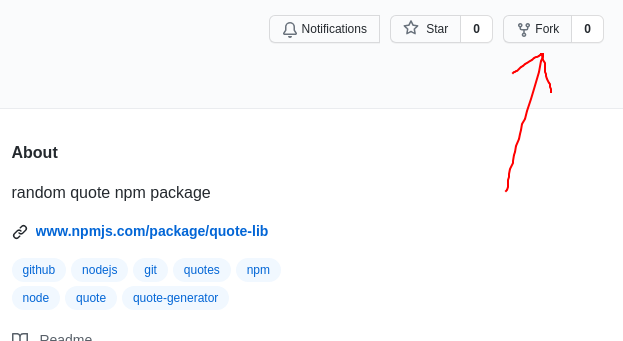 Notifications Star 0 Fork 0
About
random quote npm package
www.npmjs.com/package/quote-lib
github nodejs git quotes npm
node quote quote-generator
Readme